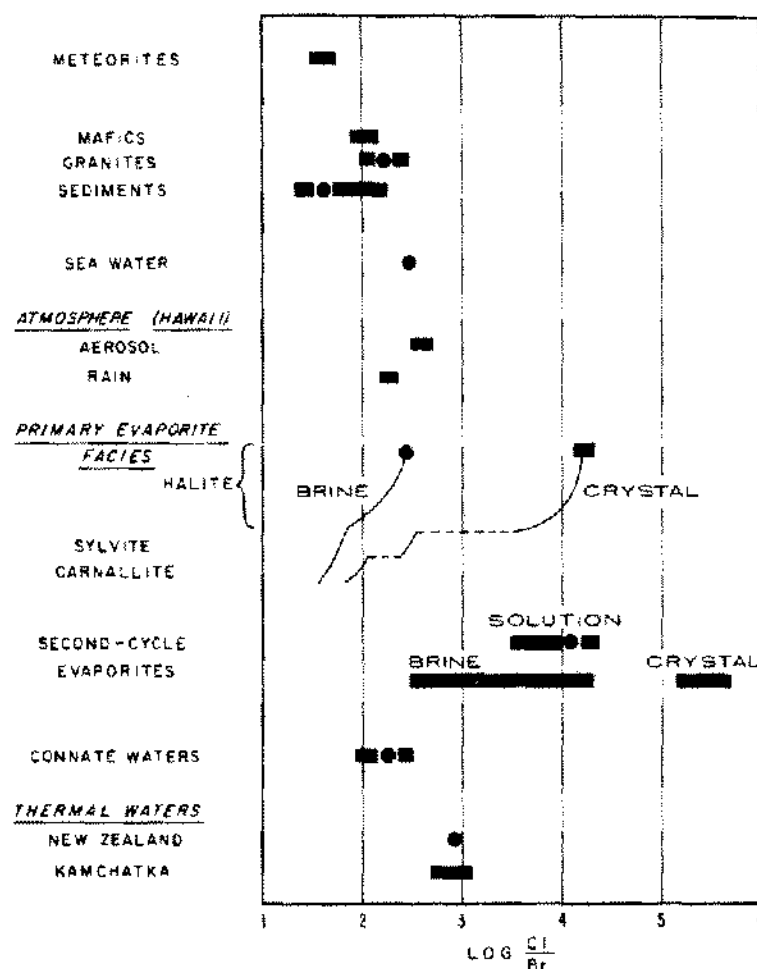 METEORITES
MAFICS
GRANITES
SEDIMENTS
SEA WATER
ATMOSPHERE (HAWAII)
AEROSOL
RAIN
PRIMARY EVAPORITE
FACIES
HALITE
BRINE
CRYSTAL
SYLVITE
CARNALLITE
SOLUTION
SECOND-CYCLE
BRINE
CRYSTAL
EVAPORITES
CONNATE WATERS
THERMAL WATERS
NEW ZEALAND
KAMCHATKA
1 2 3 4 5
LOG Cl/Br